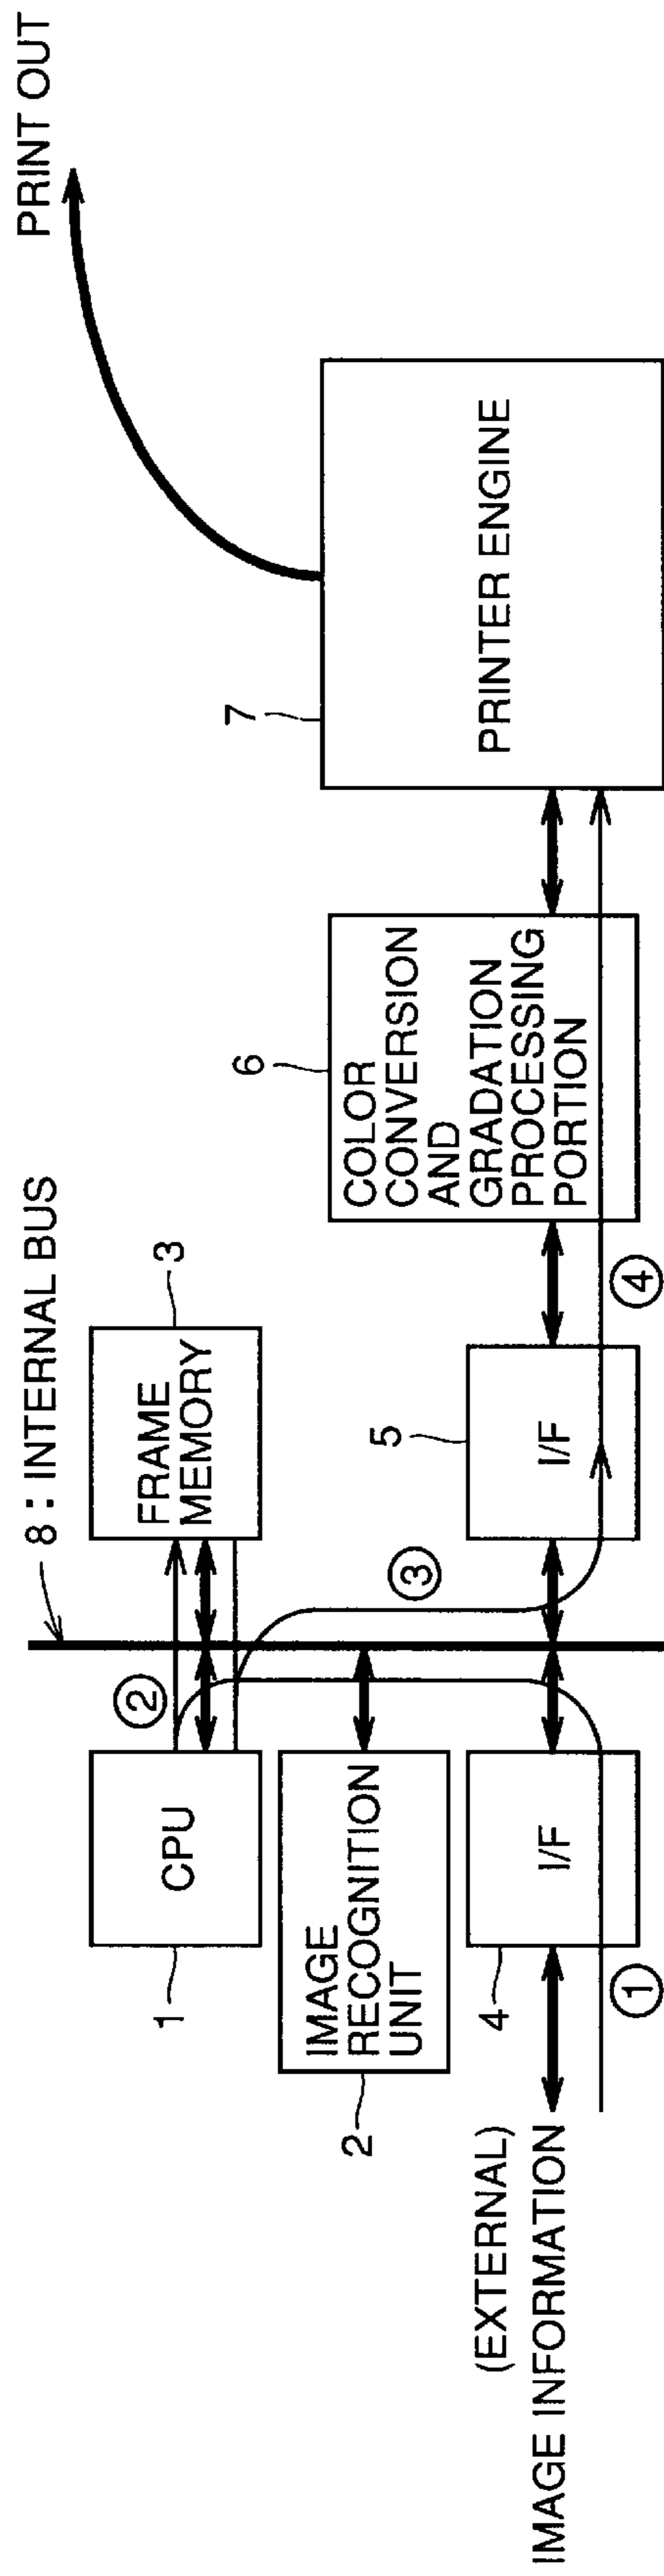 8 : INTERNAL BUS
PRINT OUT
1
CPU
②
FRAME
MEMORY
3
2
IMAGE
RECOGNITION
UNIT
③
7
6
(EXTERNAL)
IMAGE INFORMATION
4
I/F
①
5
I/F
④
COLOR
CONVERSION
AND
GRADATION
PROCESSING
PORTION
PRINTER ENGINE